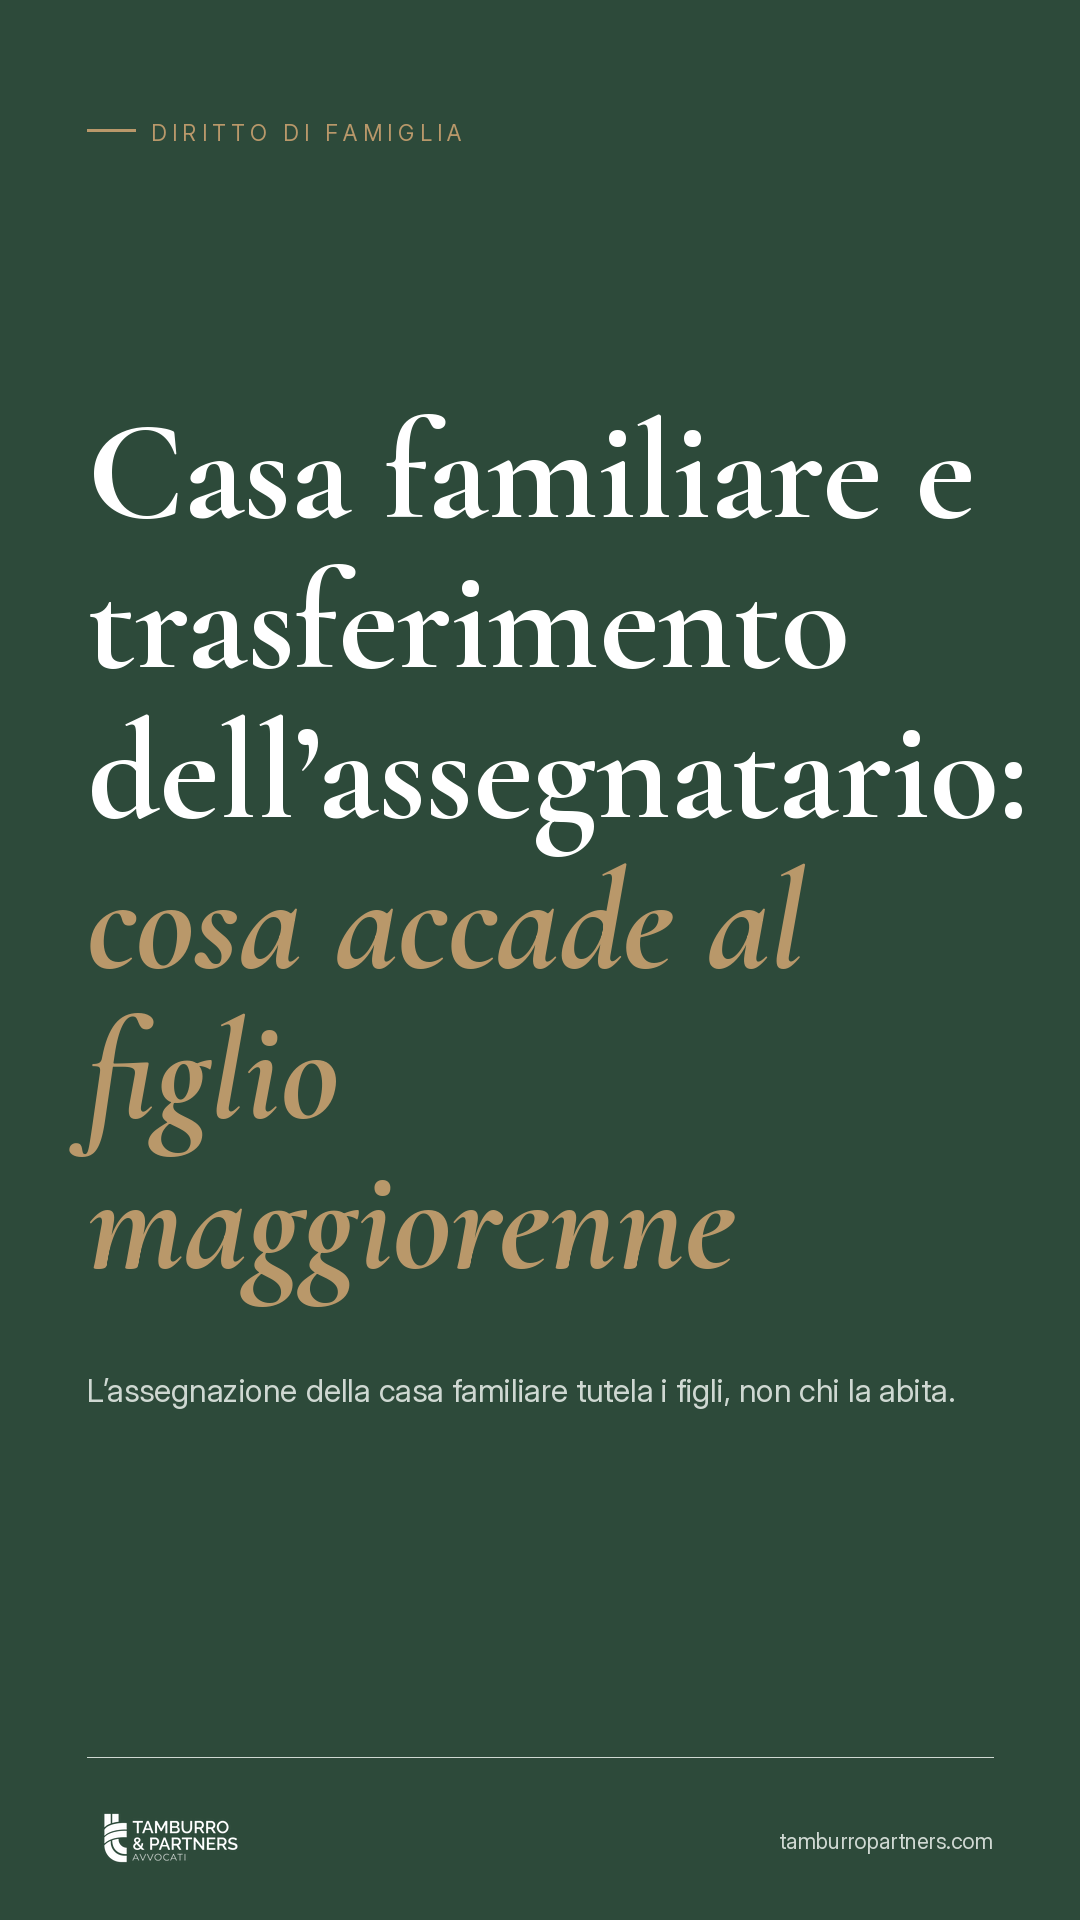 DIRITTO DI FAMIGLIA
Casa familiare e
trasferimento
dell’assegnatario:
cosa accade al
figlio
maggiorenne
L’assegnazione della casa familiare tutela i figli, non chi la abita.
TAMBURRO
& PARTNERS
AVVOCATI
tamburropartners.com